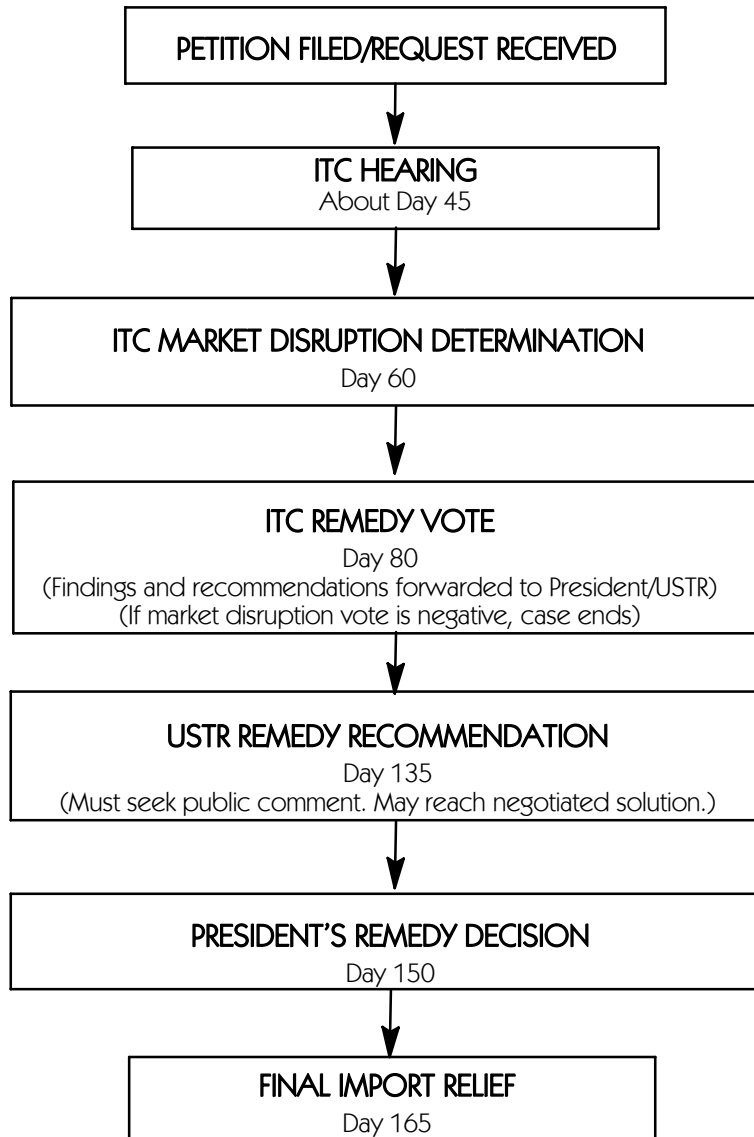 PETITION FILED/REQUEST RECEIVED
ITC HEARING
About Day 45
ITC MARKET DISRUPTION DETERMINATION
Day 60
ITC REMEDY VOTE
Day 80
(Findings and recommendations forwarded to President/USTR)
(If market disruption vote is negative, case ends)
USTR REMEDY RECOMMENDATION
Day 135
(Must seek public comment. May reach negotiated solution.)
PRESIDENT'S REMEDY DECISION
Day 150
FINAL IMPORT RELIEF
Day 165